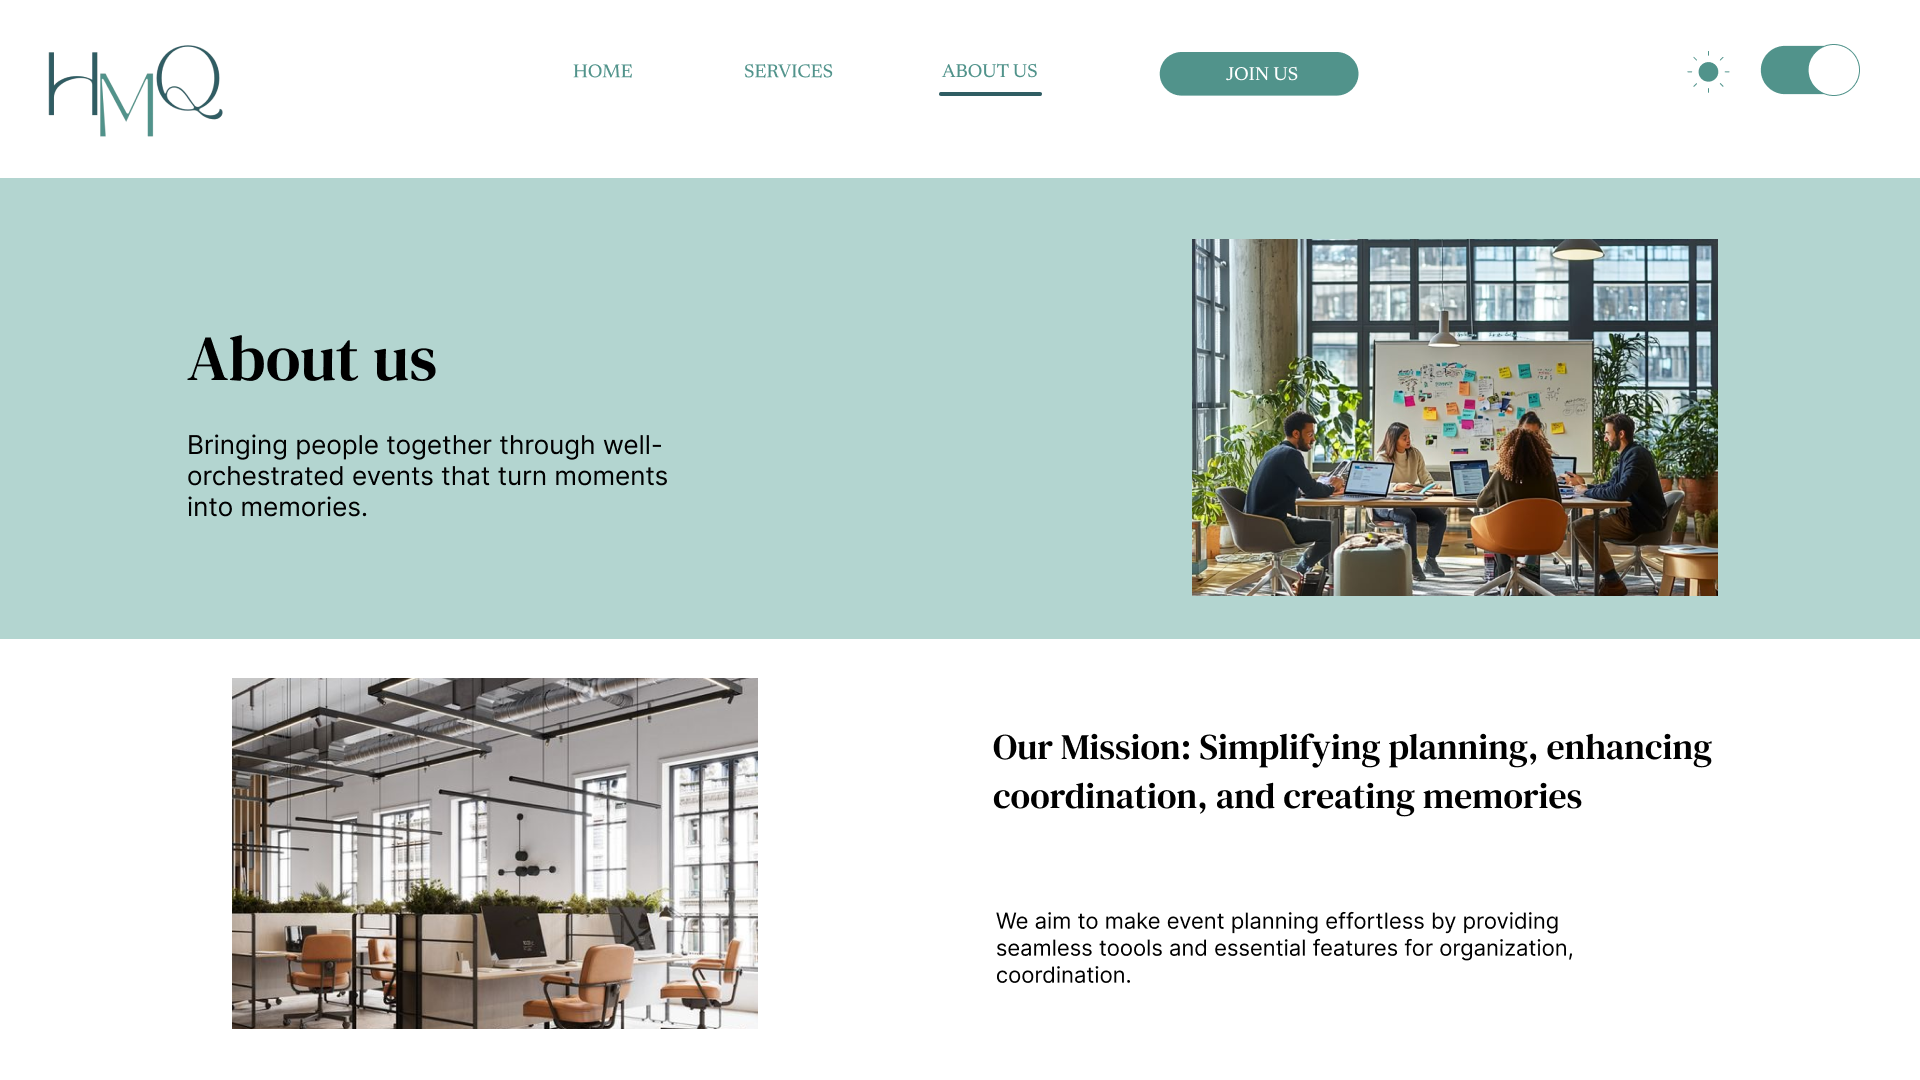 HMQ
HOME
SERVICES
ABOUT US
JOIN US
About us
Bringing people together through well-
orchestrated events that turn moments
into memories.
Our Mission: Simplifying planning, enhancing
coordination, and creating memories
We aim to make event planning effortless by providing
seamless toools and essential features for organization,
coordination.